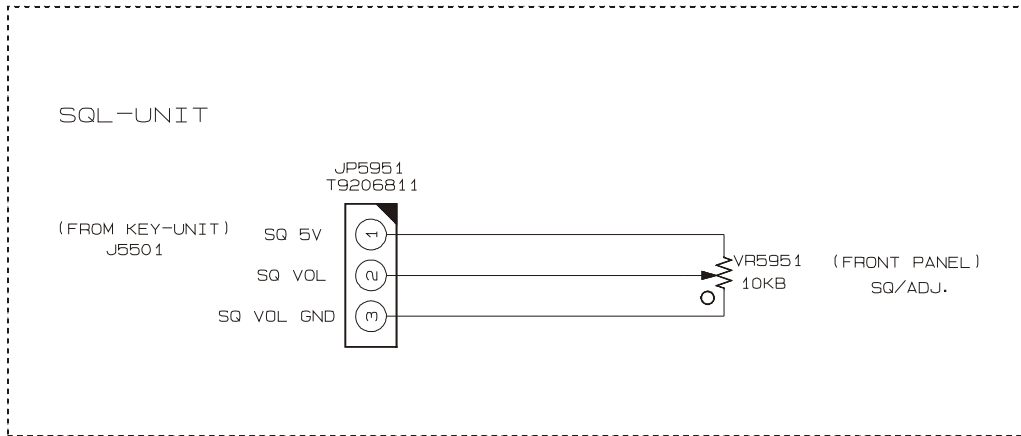 SQL-UNIT
JP5951
T9206811
(FROM KEY-UNIT)
J5501
SQ 5V
1
SQ VOL
2
SQ VOL GND
3
VR5951
10KB
(FRONT PANEL)
SQ/ADJ.